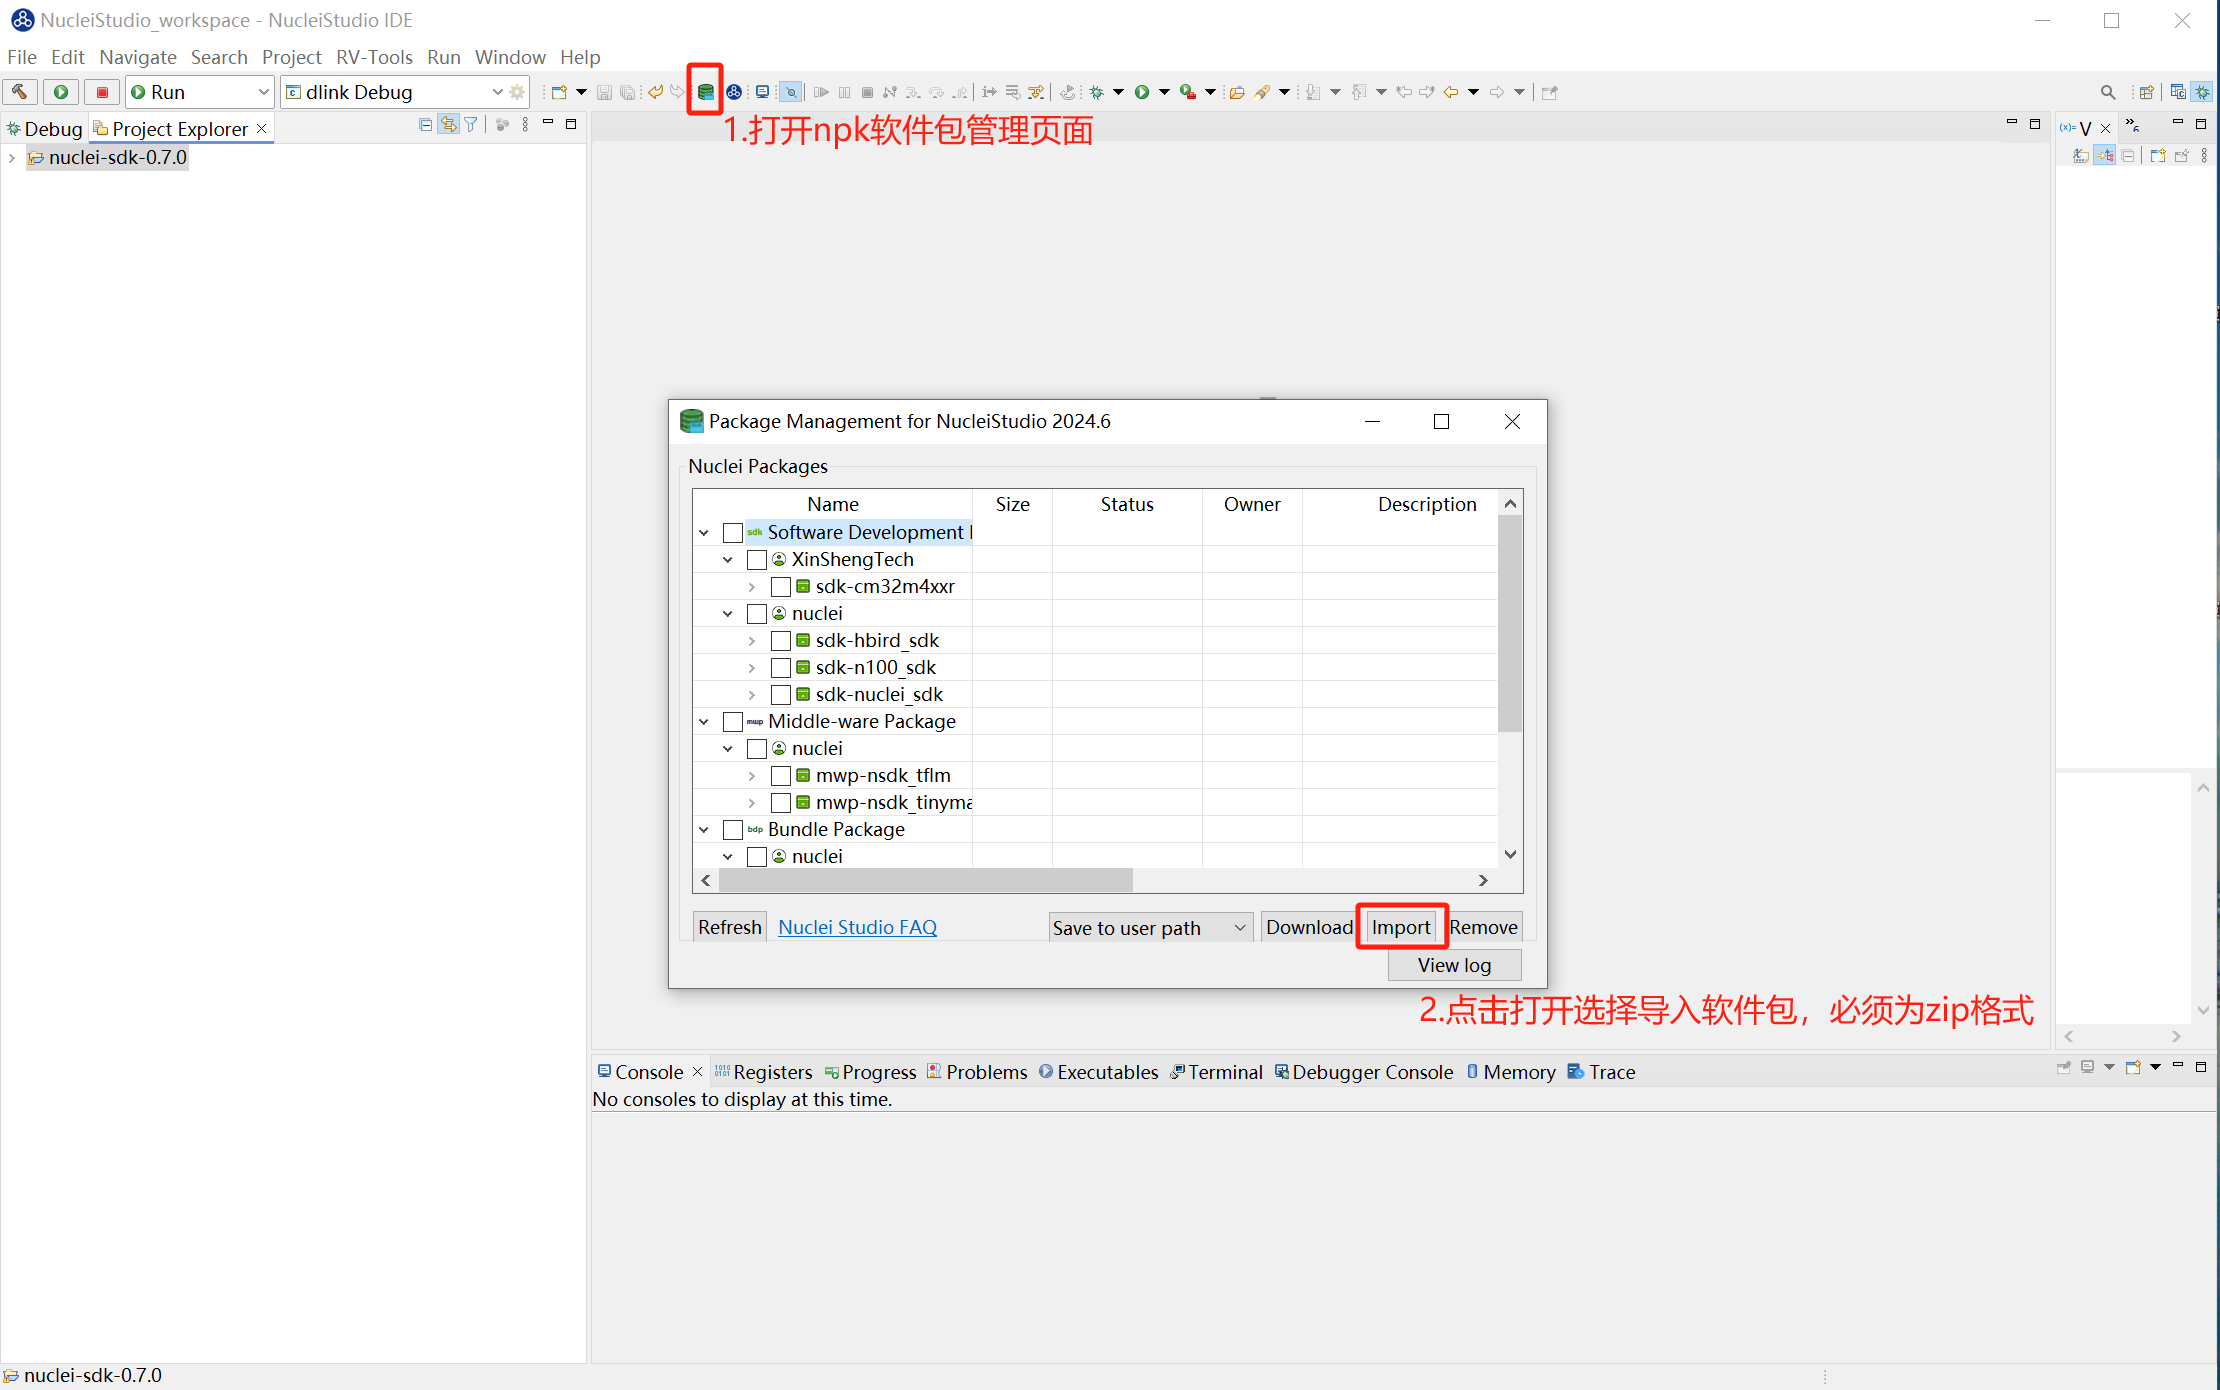 NucleiStudio_workspace - NucleiStudio IDE
File Edit Navigate Search Project RV-Tools Run Window Help
Run
dlink Debug
1.打开npk软件包管理页面
Debug
Project Explorer
nuclei-sdk-0.7.0
(x)= V
6
Package Management for NucleiStudio 2024.6
Nuclei Packages
Name Size Status Owner Description
sdk Software Development
XinShengTech
sdk-cm32m4xxr
nuclei
sdk-hbird_sdk
sdk-n100_sdk
sdk-nuclei_sdk
mwp Middle-ware Package
nuclei
mwp-nsdk_tflm
mwp-nsdk_tinyma
bdp Bundle Package
nuclei
Refresh Nuclei Studio FAQ Save to user path Download Import Remove
View log
2.点击打开选择导入软件包，必须为zip格式
Console Registers Progress Problems Executables Terminal Debugger Console Memory Trace
No consoles to display at this time.
nuclei-sdk-0.7.0